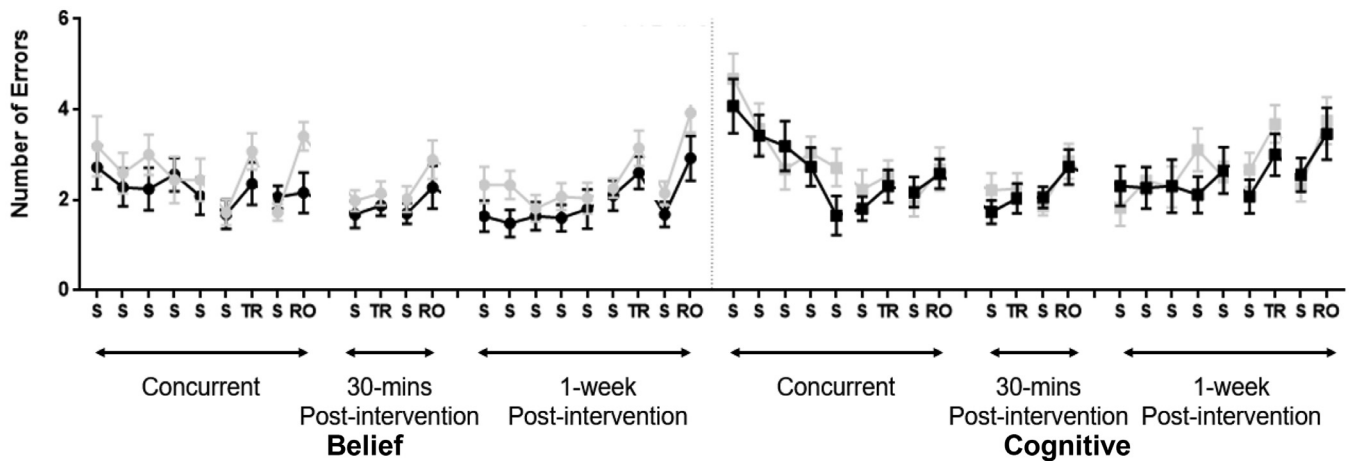 Number of Errors
6
4
2
0
S S S S S S TR S RO S TR S RO S S S S S S TR S RO S S S S S S TR S RO S TR S RO S S S S S S TR S RO
Concurrent 30-mins 1-week Concurrent 30-mins 1-week
Post-intervention Post-intervention Post-intervention Post-intervention
Belief Cognitive